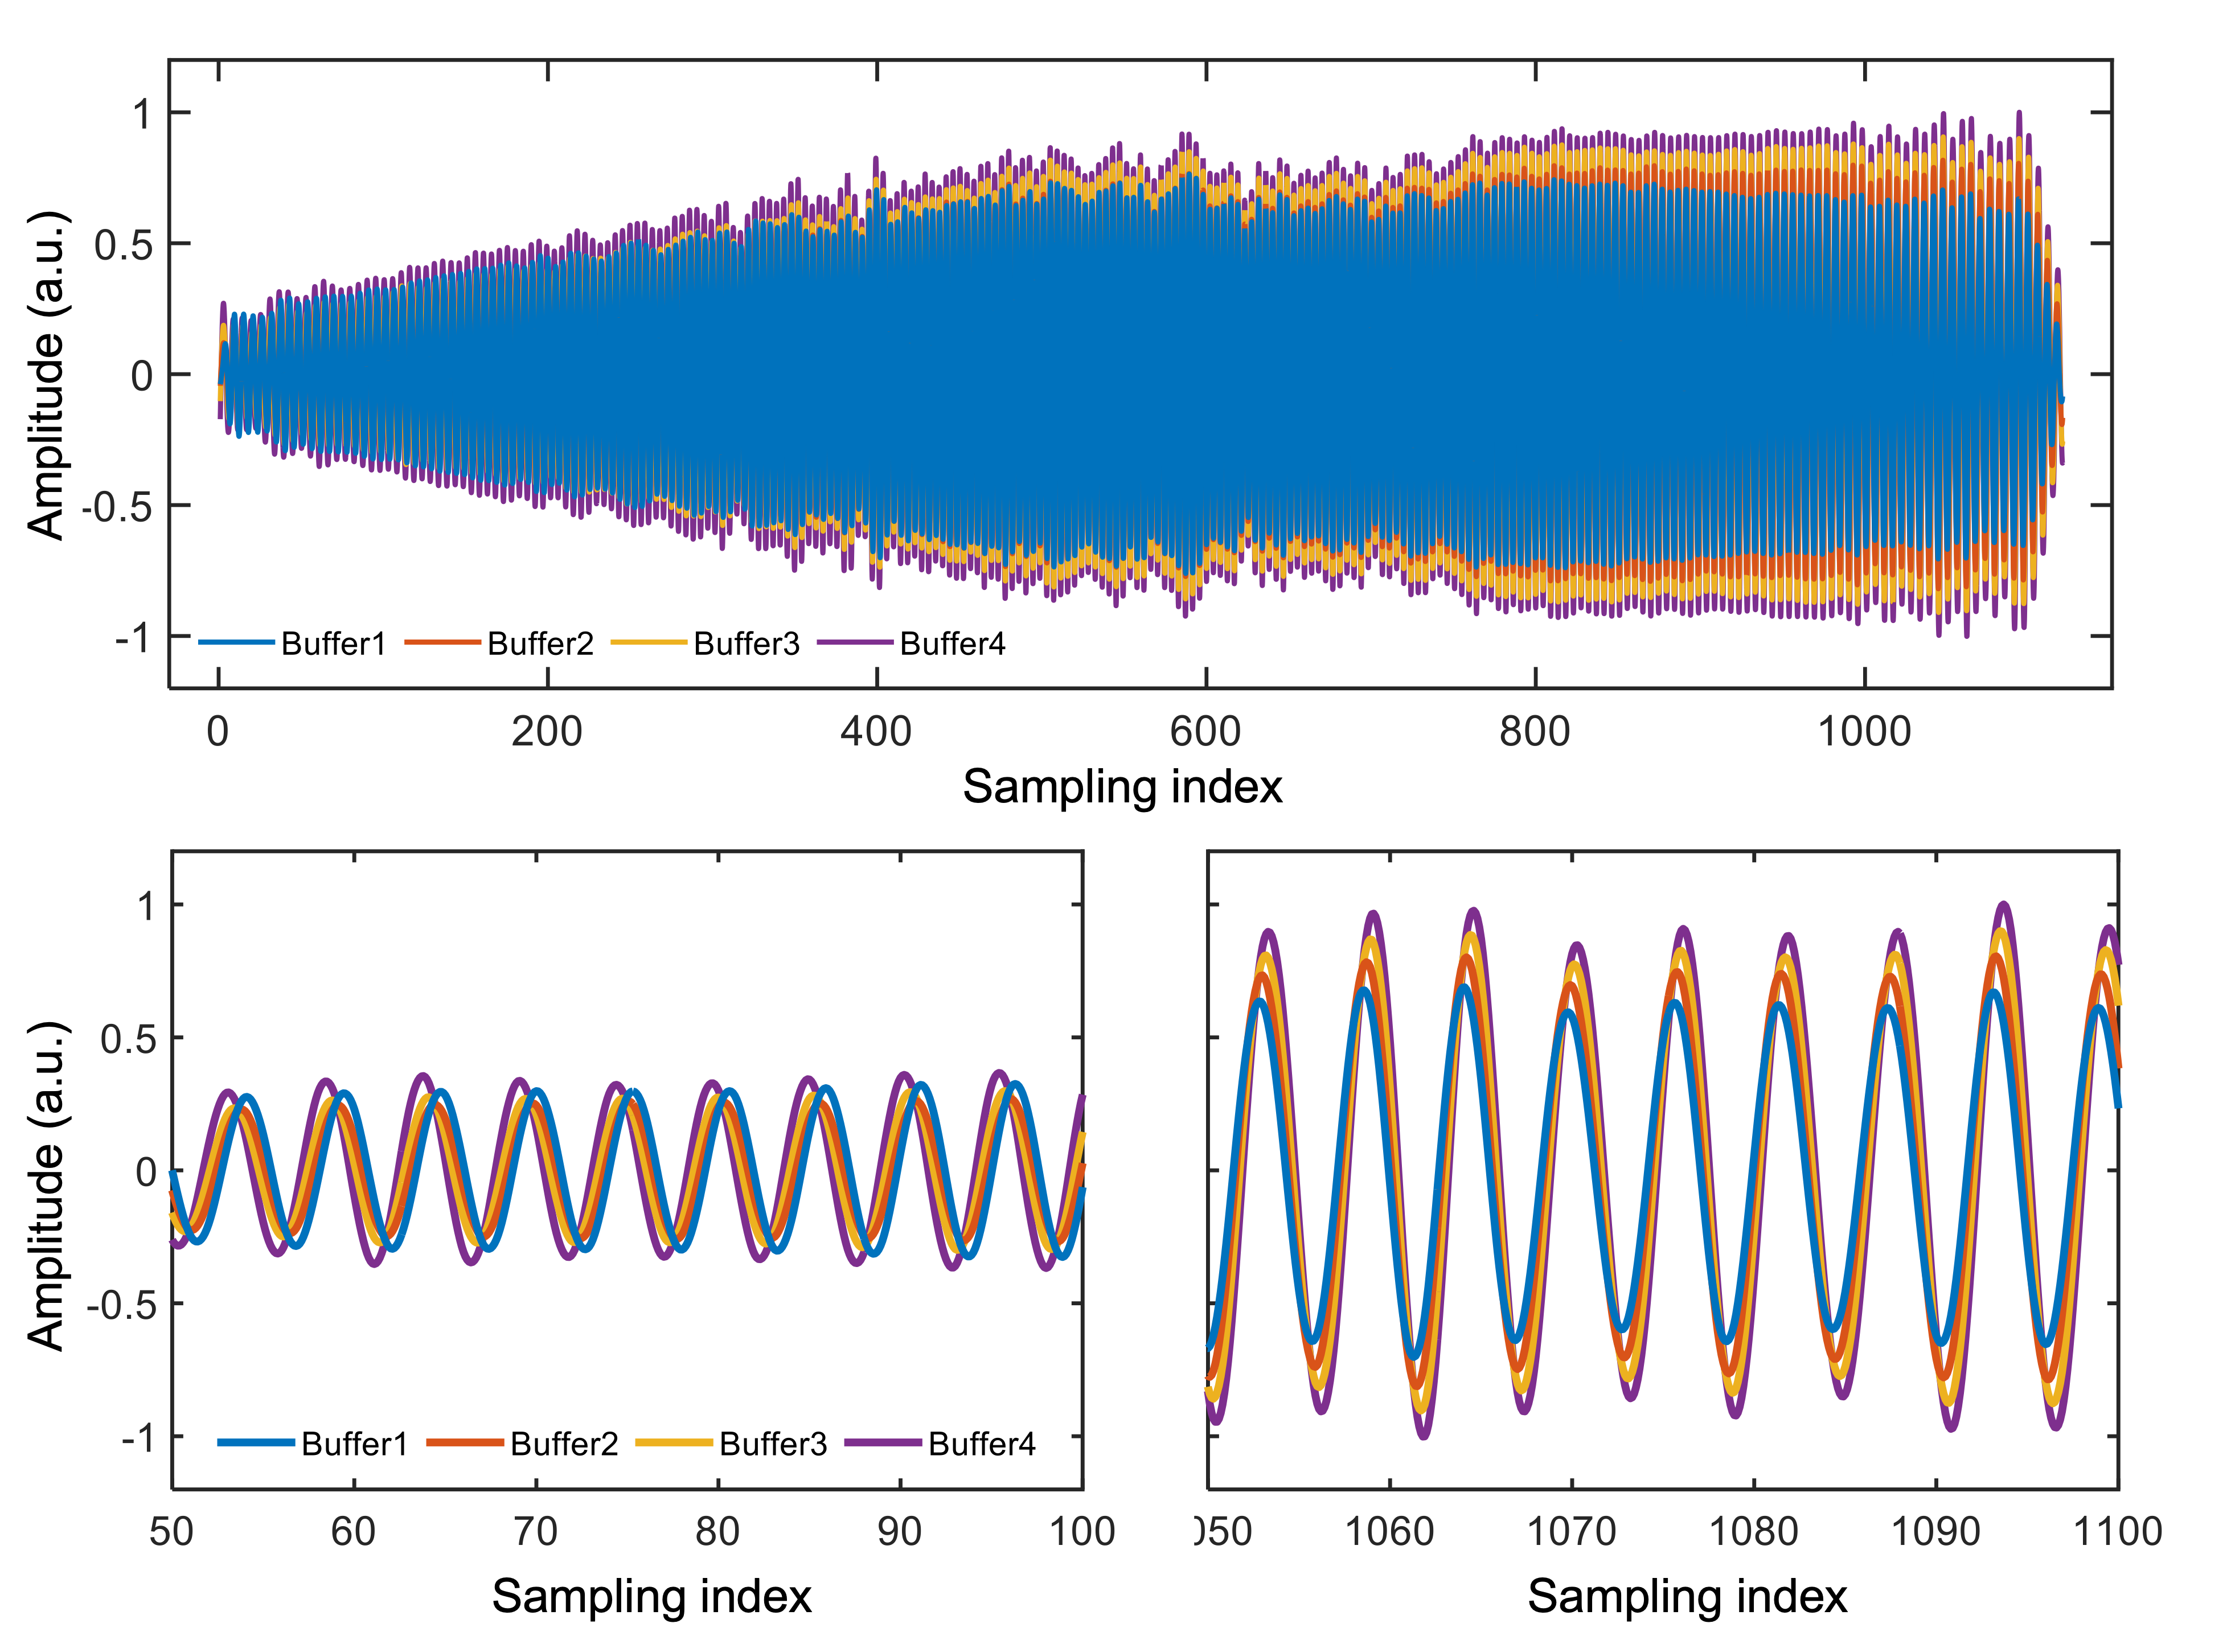 Amplitude (a.u.)
1
0.5
0
-0.5
-1
Buffer1 Buffer2 Buffer3 Buffer4
0 200 400 600 800 1000
Sampling index
Amplitude (a.u.)
1
0.5
0
-0.5
-1
Buffer1 Buffer2 Buffer3 Buffer4
50 60 70 80 90 100
Sampling index
050 1060 1070 1080 1090 1100
Sampling index